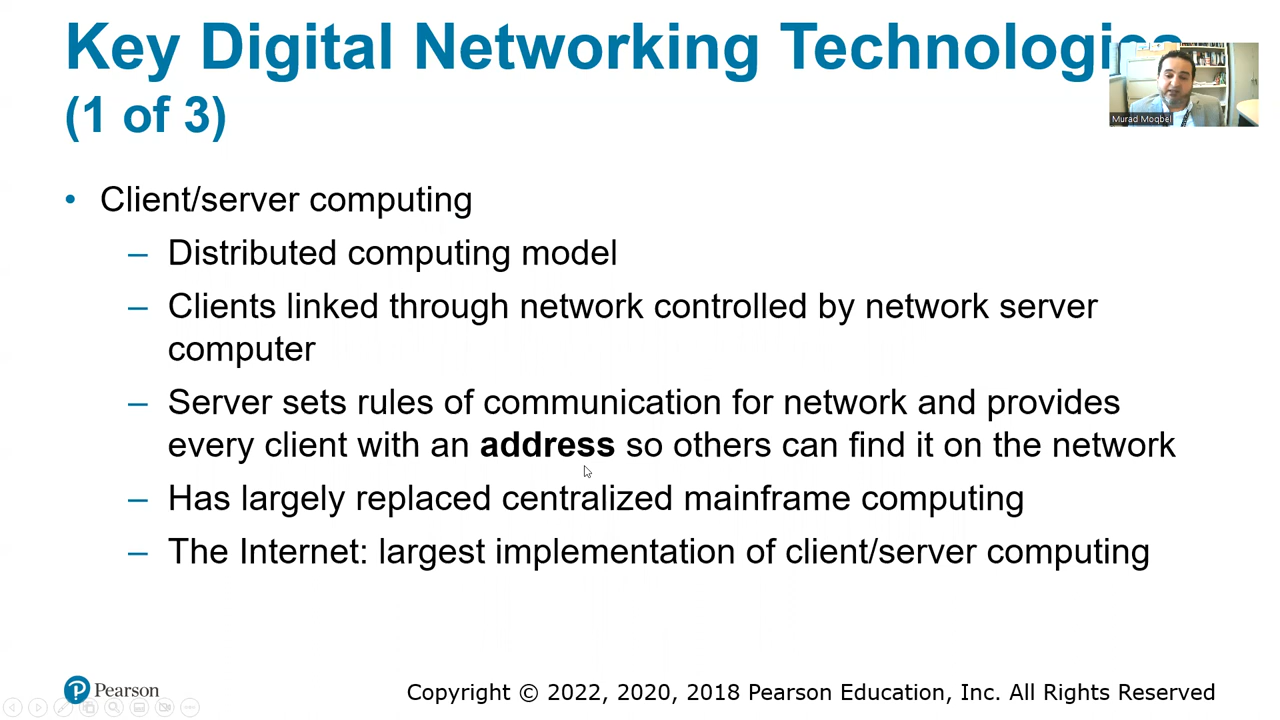 Key Digital Networking Technologies
(1 of 3)
Murad Moqbel
• Client/server computing
– Distributed computing model
– Clients linked through network controlled by network server
computer
– Server sets rules of communication for network and provides
every client with an address so others can find it on the network
– Has largely replaced centralized mainframe computing
– The Internet: largest implementation of client/server computing
P Pearson
Copyright © 2022, 2020, 2018 Pearson Education, Inc. All Rights Reserved